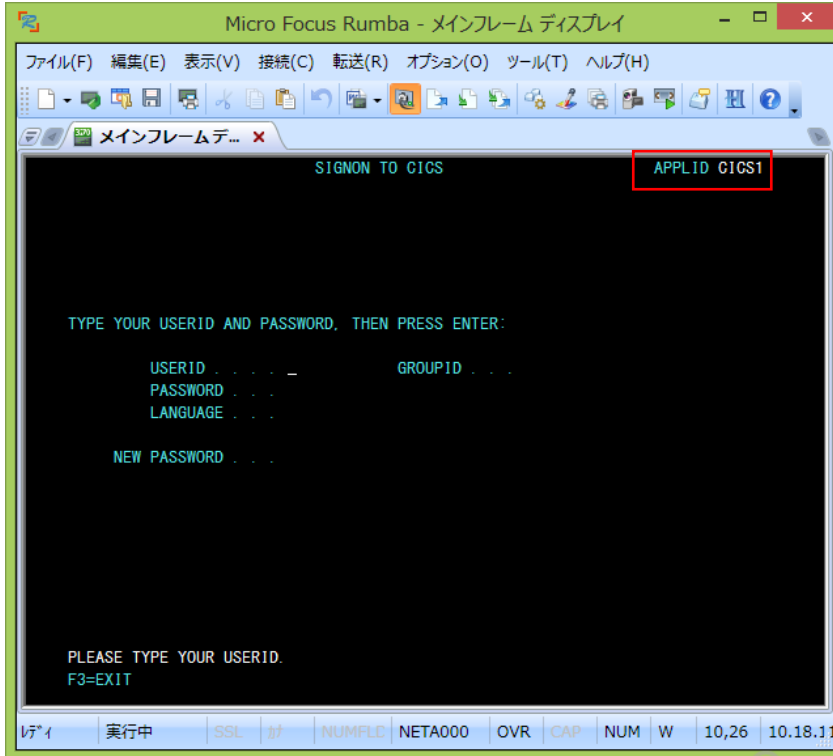 Micro Focus Rumba - メインフレーム ディスプレイ
ファイル(F) 編集(E) 表示(V) 接続(C) 転送(R) オプション(O) ツール(T) ヘルプ(H)
メインフレームデ...
SIGNON TO CICS APPLID CICS1
TYPE YOUR USERID AND PASSWORD, THEN PRESS ENTER:
USERID . . . . _ GROUPID . . .
PASSWORD . . .
LANGUAGE . . .
NEW PASSWORD . . .
PLEASE TYPE YOUR USERID.
F3=EXIT
ﾚﾃﾞｨ 実行中 SSL ｶﾅ NUMFLD NETA000 OVR CAP NUM W 10,26 10.18.11